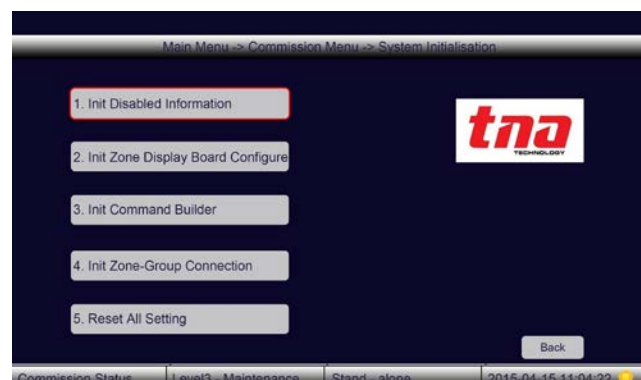 Main Menu -> Commission Menu -> System Initialisation
1. Init Disabled Information
tna
TECHNOLOGY
2. Init Zone Display Board Configure
3. Init Command Builder
4. Init Zone-Group Connection
5. Reset All Setting
Back
Commission Status Level3 - Maintenance Stand - alone 2015-04-15 11:04:22